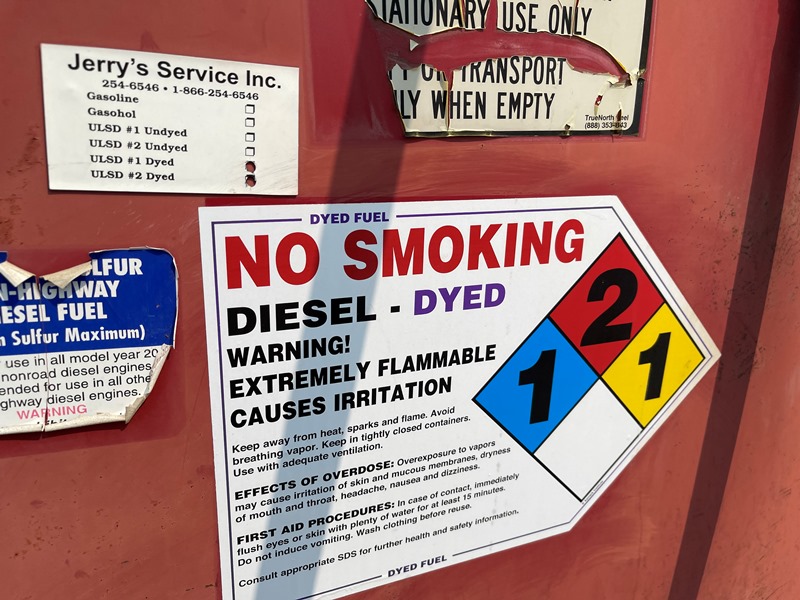 STATIONARY USE ONLY
TRANSPORT
WHEN EMPTY
TrueNorth
(888)
Jerry's Service Inc.
254-6546 • 1-866-254-6546
Gasoline
Gasohol
ULSD #1 Undyed
ULSD #2 Undyed
ULSD #1 Dyed
ULSD #2 Dyed
LFUR
N-HIGHWAY
ESEL FUEL
Sulfur Maximum)
use in all model year 20
nonroad diesel engines
ended for use in all othe
ghway diesel engines.
WARNING
DYED FUEL
NO SMOKING
DIESEL - DYED
WARNING!
EXTREMELY FLAMMABLE
CAUSES IRRITATION
Keep away from heat, sparks and flame. Avoid
breathing vapor. Keep in tightly closed containers.
Use with adequate ventilation.
EFFECTS OF OVERDOSE: Overexposure to vapors
may cause irritation of skin and mucous membranes, dryness
of mouth and throat, headache, nausea and dizziness.
FIRST AID PROCEDURES: In case of contact, immediately
flush eyes or skin with plenty of water for at least 15 minutes.
Do not induce vomiting. Wash clothing before reuse.
Consult appropriate SDS for further health and safety information.
DYED FUEL
2
1
1